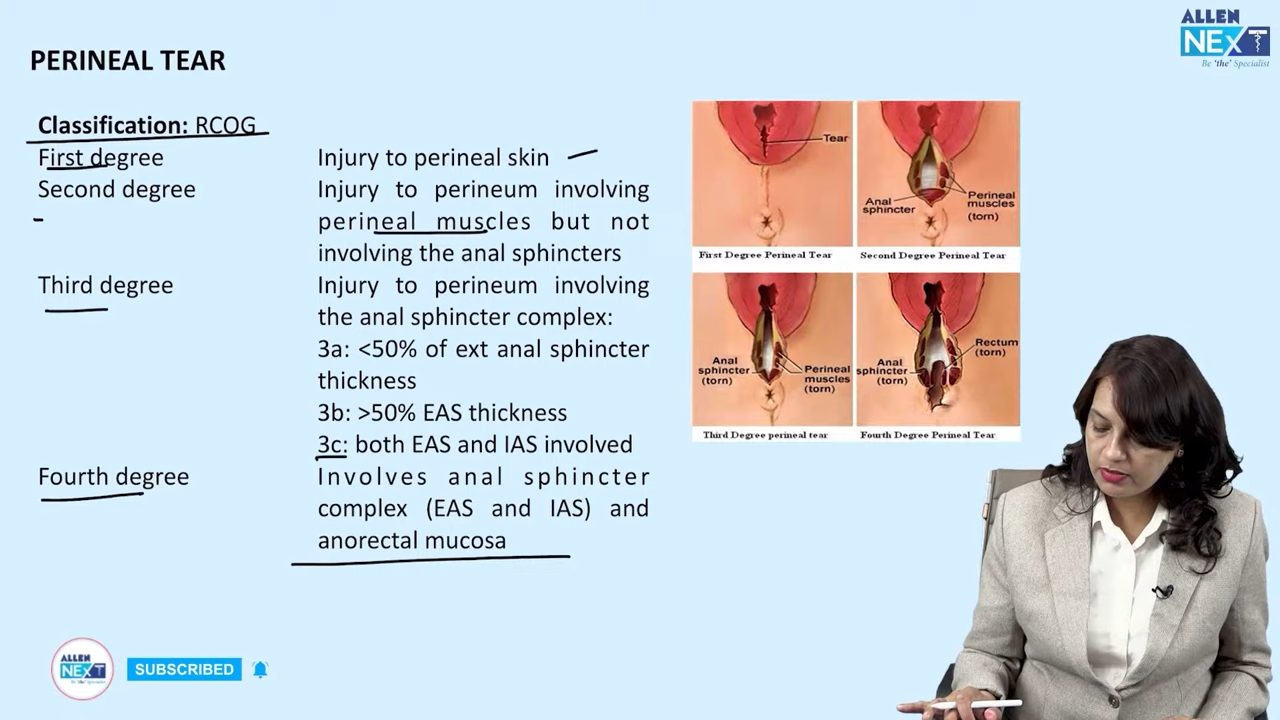 ALLEN
NEXT
Be 'the' Specialist
PERINEAL TEAR
Classification: RCOG
First degree
Injury to perineal skin
Second degree
Injury to perineum involving
perineal muscles but not
involving the anal sphincters
Third degree
Injury to perineum involving
the anal sphincter complex:
3a: <50% of ext anal sphincter
thickness
3b: >50% EAS thickness
3c: both EAS and IAS involved
Fourth degree
Involves anal sphincter
complex (EAS and IAS) and
anorectal mucosa
Tear
First Degree Perineal Tear
Anal
sphincter
Perineal
muscles
(torn)
Second Degree Perineal Tear
Anal
sphincter
(torn)
Perineal
muscles
(torn)
Third Degree perineal tear
Anal
sphincter
(torn)
Rectum
(torn)
Fourth Degree Perineal Tear
ALLEN
NEXT
Be 'the' Specialist
SUBSCRIBED